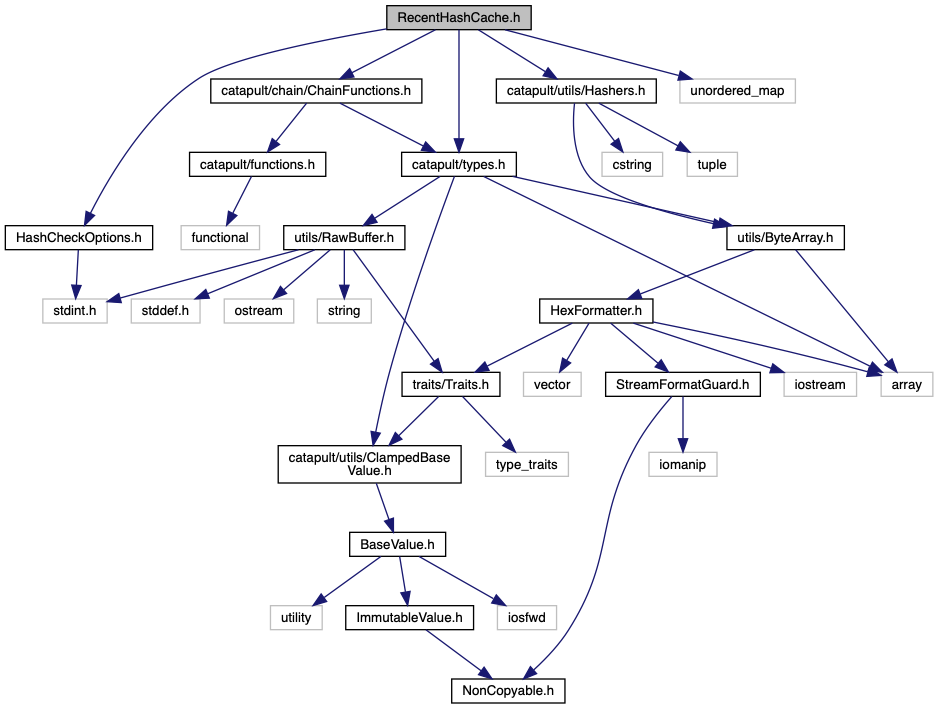 RecentHashCache.h
catapult/chain/ChainFunctions.h
catapult/utils/Hashers.h
unordered_map
catapult/functions.h
catapult/types.h
cstring
tuple
HashCheckOptions.h
functional
utils/RawBuffer.h
utils/ByteArray.h
stdint.h
stddef.h
ostream
string
HexFormatter.h
traits/Traits.h
vector
StreamFormatGuard.h
iostream
array
catapult/utils/ClampedBase
Value.h
type_traits
iomanip
BaseValue.h
utility
ImmutableValue.h
iosfwd
NonCopyable.h